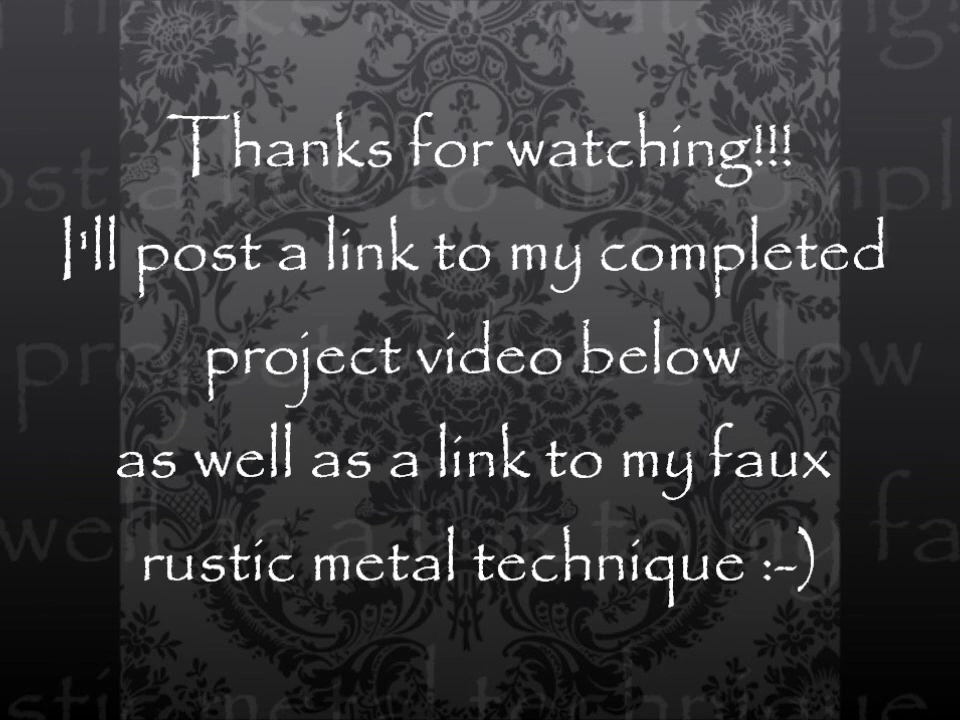 Thanks for watching!!!
I'll post a link to my completed
project video below
as well as a link to my faux
rustic metal technique :-)